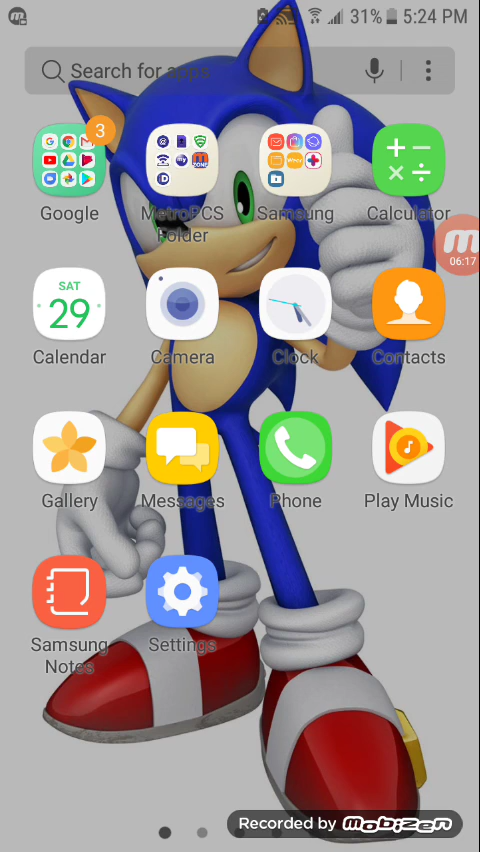 31% 5:24 PM
Search for apps
3
Google
MetroPCS
Folder
Samsung
Calculator
06:17
SAT
29
Calendar
Camera
Clock
Contacts
Gallery
Messages
Phone
Play Music
Samsung
Notes
Settings
Recorded by MOBIZEN